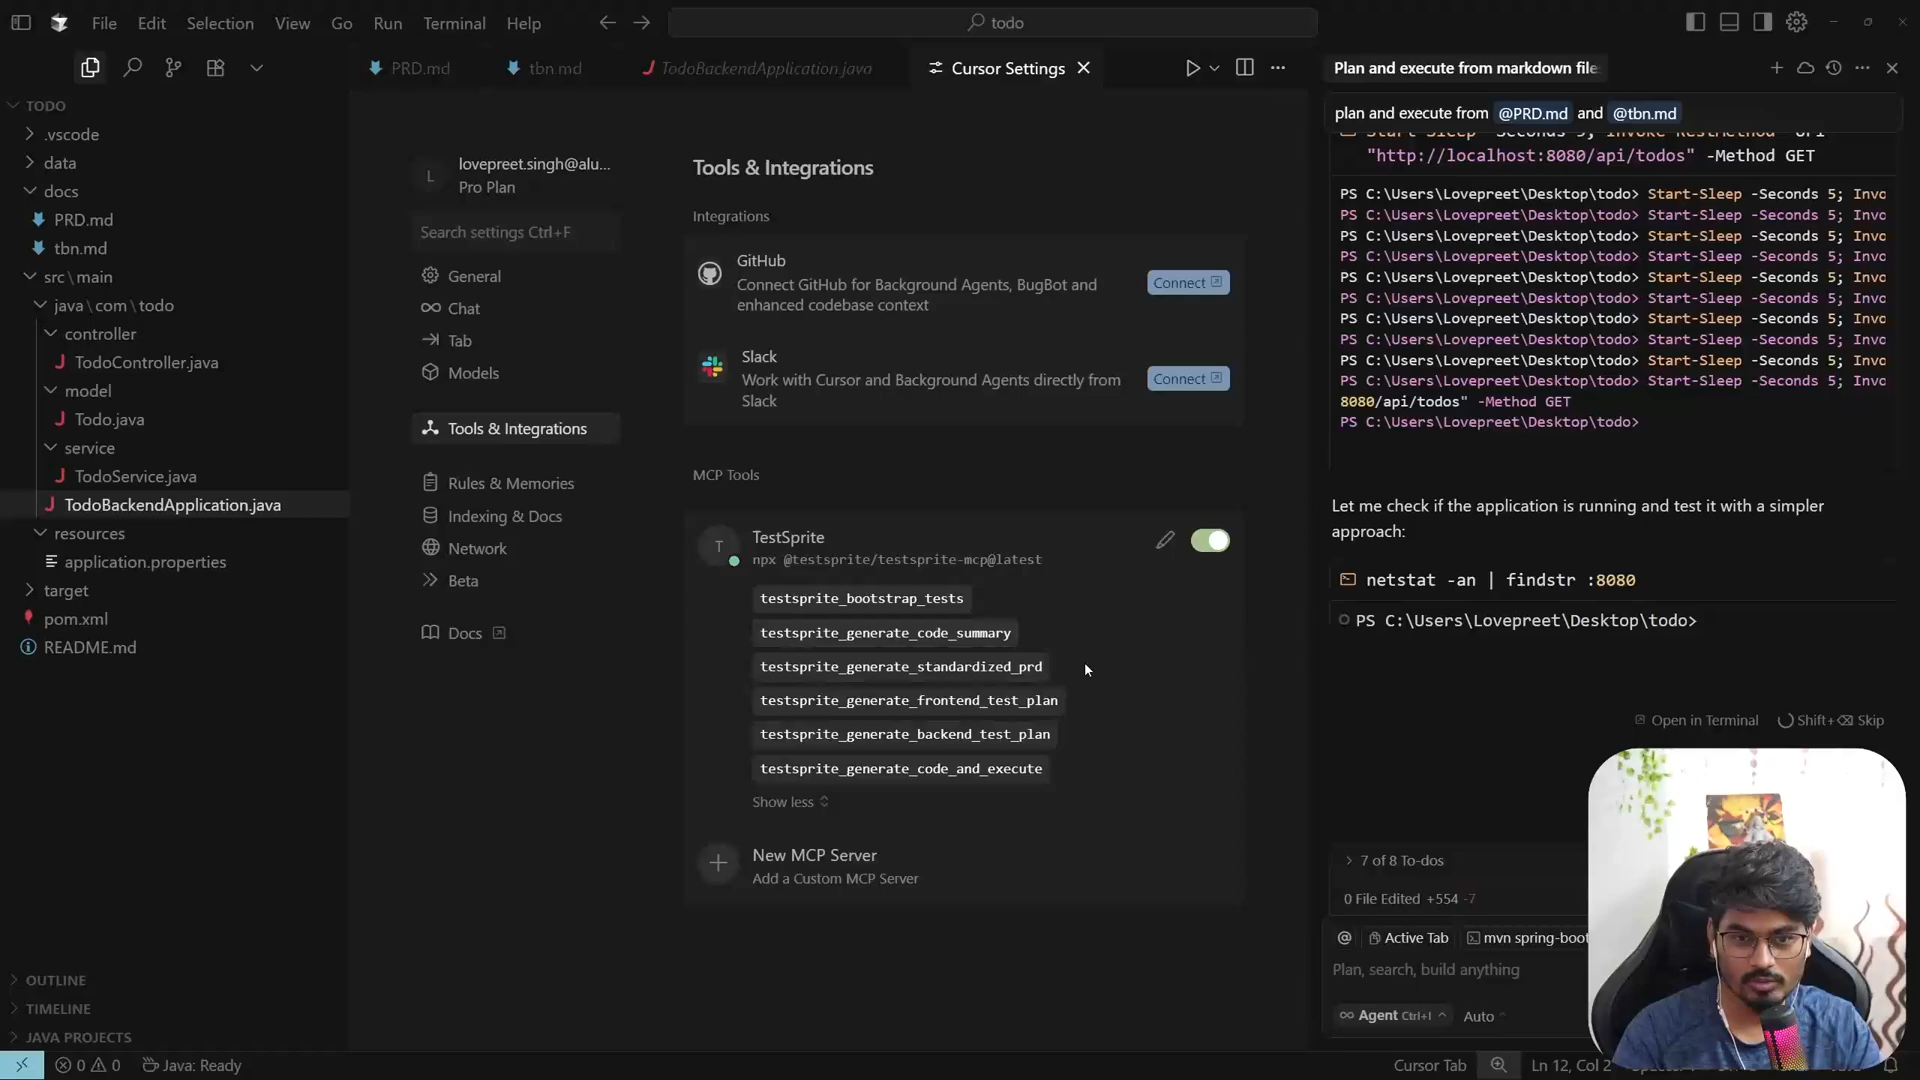 File Edit Selection View Go Run Terminal Help
todo
PRD.md
tbn.md
TodoBackendApplication.java
Cursor Settings
Plan and execute from markdown file
TODO
.vscode
data
docs
PRD.md
tbn.md
src\main
java\com\todo
controller
TodoController.java
model
Todo.java
service
TodoService.java
TodoBackendApplication.java
resources
application.properties
target
pom.xml
README.md
OUTLINE
TIMELINE
JAVA PROJECTS
L
lovepreet.singh@alu...
Pro Plan
Search settings Ctrl+F
General
Chat
Tab
Models
Tools & Integrations
Rules & Memories
Indexing & Docs
Network
Beta
Docs
Tools & Integrations
Integrations
GitHub
Connect GitHub for Background Agents, BugBot and
enhanced codebase context
Connect
Slack
Work with Cursor and Background Agents directly from
Slack
Connect
MCP Tools
T
TestSprite
npx @testsprite/testsprite-mcp@latest
testsprite_bootstrap_tests
testsprite_generate_code_summary
testsprite_generate_standardized_prd
testsprite_generate_frontend_test_plan
testsprite_generate_backend_test_plan
testsprite_generate_code_and_execute
Show less
New MCP Server
Add a Custom MCP Server
plan and execute from @PRD.md and @tbn.md
Start-Sleep -Seconds 5; Invoke-RestMethod -Uri
"http://localhost:8080/api/todos" -Method GET
PS C:\Users\Lovepreet\Desktop\todo> Start-Sleep -Seconds 5; Invo
PS C:\Users\Lovepreet\Desktop\todo> Start-Sleep -Seconds 5; Invo
PS C:\Users\Lovepreet\Desktop\todo> Start-Sleep -Seconds 5; Invo
PS C:\Users\Lovepreet\Desktop\todo> Start-Sleep -Seconds 5; Invo
PS C:\Users\Lovepreet\Desktop\todo> Start-Sleep -Seconds 5; Invo
PS C:\Users\Lovepreet\Desktop\todo> Start-Sleep -Seconds 5; Invo
PS C:\Users\Lovepreet\Desktop\todo> Start-Sleep -Seconds 5; Invo
PS C:\Users\Lovepreet\Desktop\todo> Start-Sleep -Seconds 5; Invo
PS C:\Users\Lovepreet\Desktop\todo> Start-Sleep -Seconds 5; Invo
PS C:\Users\Lovepreet\Desktop\todo> Start-Sleep -Seconds 5; Invo
8080/api/todos" -Method GET
PS C:\Users\Lovepreet\Desktop\todo>
Let me check if the application is running and test it with a simpler
approach:
netstat -an | findstr :8080
PS C:\Users\Lovepreet\Desktop\todo>
Open in Terminal Shift+⌫ Skip
7 of 8 To-dos
0 File Edited +554 -7
@ Active Tab mvn spring-boot
Plan, search, build anything
Agent Ctrl+I Auto
0 0 Java: Ready
Cursor Tab Ln 12, Col 2